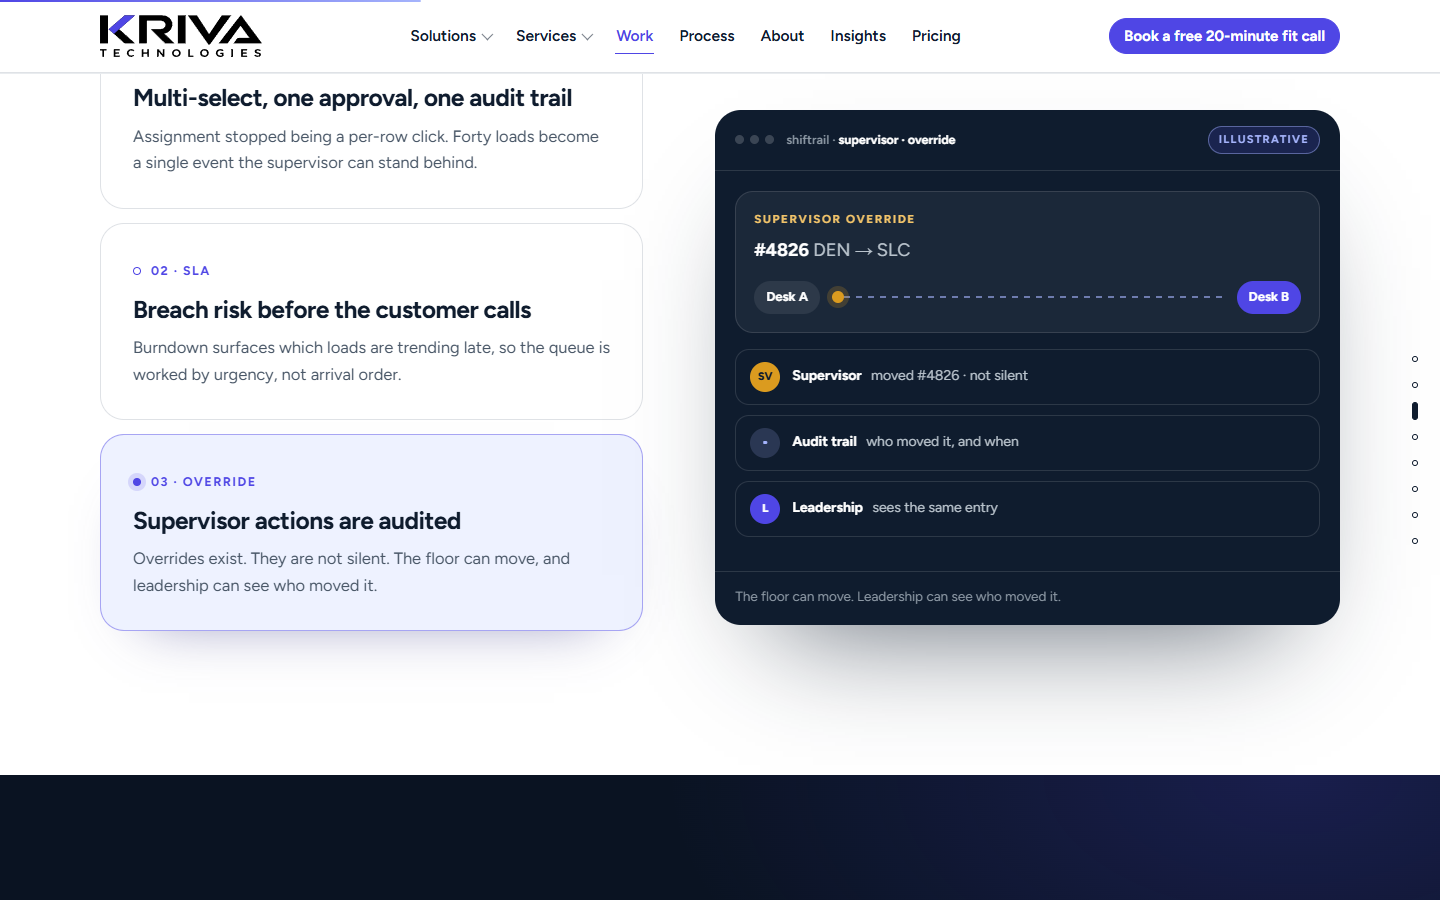 KRIVA
TECHNOLOGIES
Solutions
Services
Work
Process
About
Insights
Pricing
Book a free 20-minute fit call
Multi-select, one approval, one audit trail
Assignment stopped being a per-row click. Forty loads become
a single event the supervisor can stand behind.
02 · SLA
Breach risk before the customer calls
Burndown surfaces which loads are trending late, so the queue is
worked by urgency, not arrival order.
03 · OVERRIDE
Supervisor actions are audited
Overrides exist. They are not silent. The floor can move, and
leadership can see who moved it.
shiftrail · supervisor · override
ILLUSTRATIVE
SUPERVISOR OVERRIDE
#4826 DEN → SLC
Desk A
Desk B
SV Supervisor moved #4826 · not silent
- Audit trail who moved it, and when
L Leadership sees the same entry
The floor can move. Leadership can see who moved it.